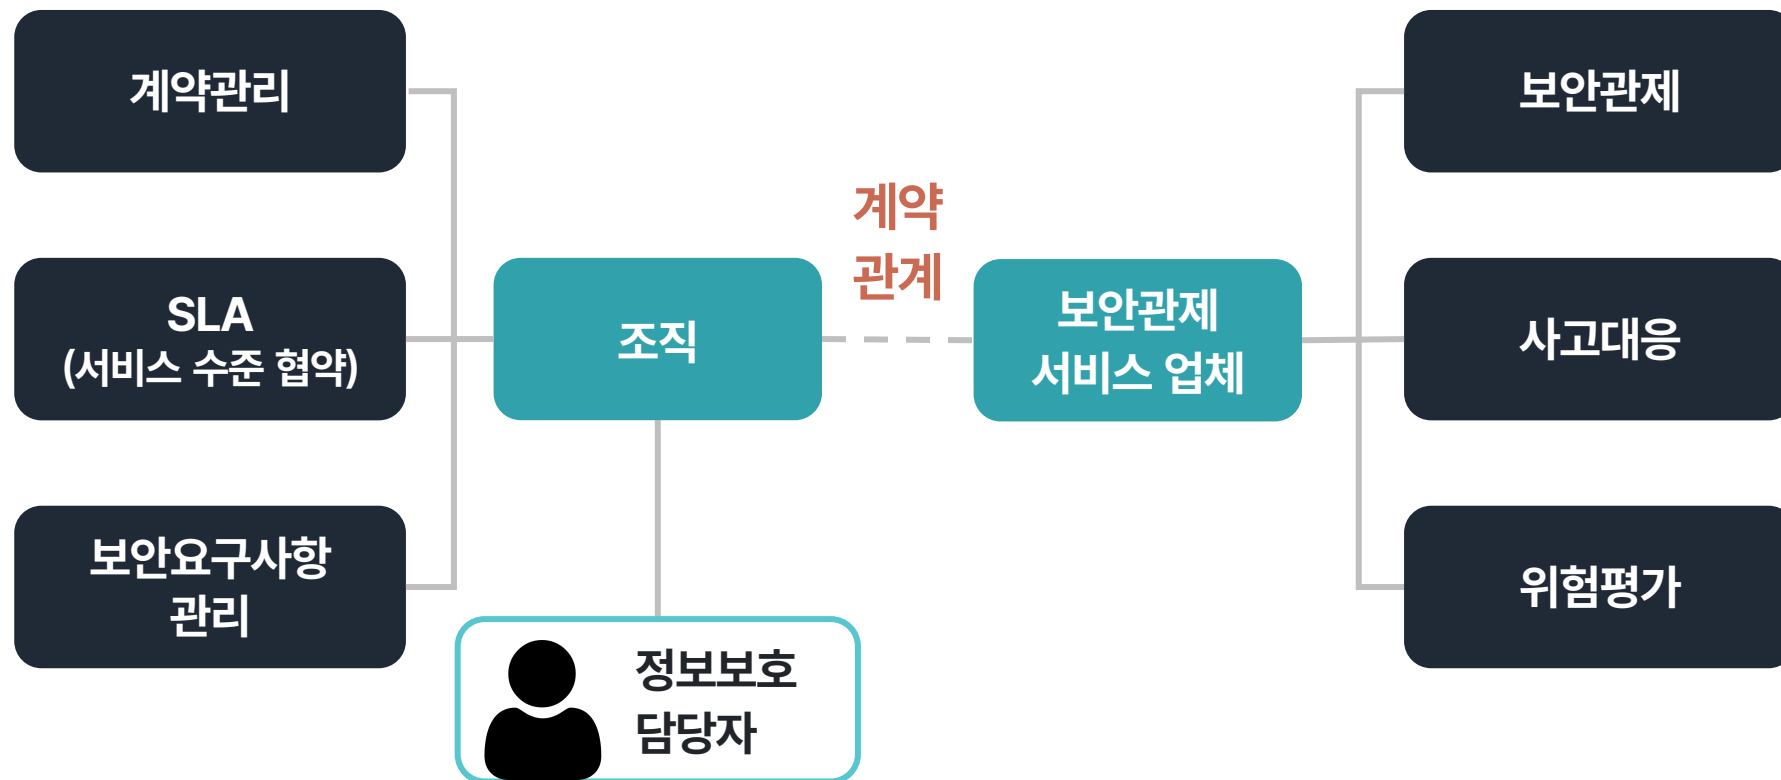 계약관리
SLA
(서비스 수준 협약)
보안요구사항
관리
조직
정보보호
담당자
계약
관계
보안관제
서비스 업체
보안관제
사고대응
위험평가